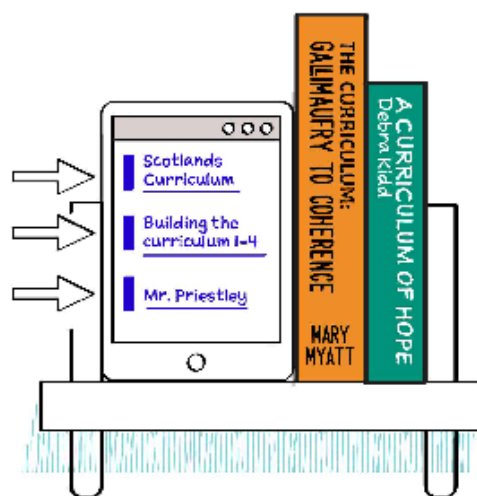 Scotlands
Curriculum
Building the
curriculum 1-4
Mr. Priestley
THE CURRICULUM:
GALLIMAUFRY TO COHERENCE
MARY
MYATT
A CURRICULUM OF HOPE
Debra Kidd